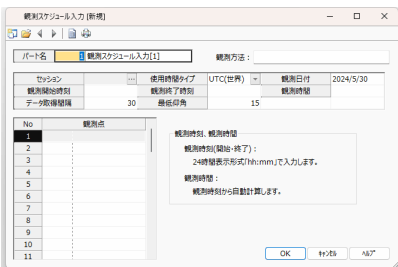 観測スケジュール入力 [新規]
パート名 1 観測スケジュール入力[1] 観測方法：
セッション ... 使用時間タイプ UTC(世界) 観測日付 2024/5/30
観測開始時刻 観測終了時刻 観測時間
データ取得間隔 30 最低仰角 15
No 観測点
1
2
3
4
5
6
7
8
9
10
11
観測時刻、観測時間
観測時刻(開始・終了)：
24時間表示形式「hh:mm」で入力します。
観測時間：
観測時刻から自動計算します。
OK ｷｬﾝｾﾙ ﾍﾙﾌﾟ